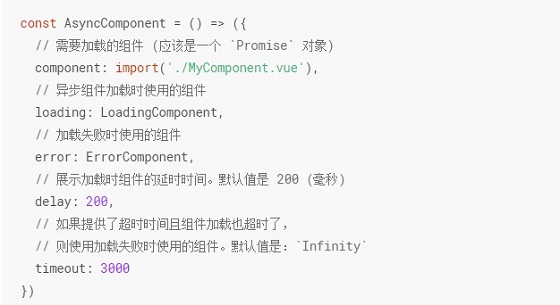 const AsyncComponent = () => ({
  // 需要加载的组件 (应该是一个 `Promise` 对象)
  component: import('./MyComponent.vue'),
  // 异步组件加载时使用的组件
  loading: LoadingComponent,
  // 加载失败时使用的组件
  error: ErrorComponent,
  // 展示加载时组件的延时时间。默认值是 200 (毫秒)
  delay: 200,
  // 如果提供了超时时间且组件加载也超时了,
  // 则使用加载失败时使用的组件。默认值是：`Infinity`
  timeout: 3000
})